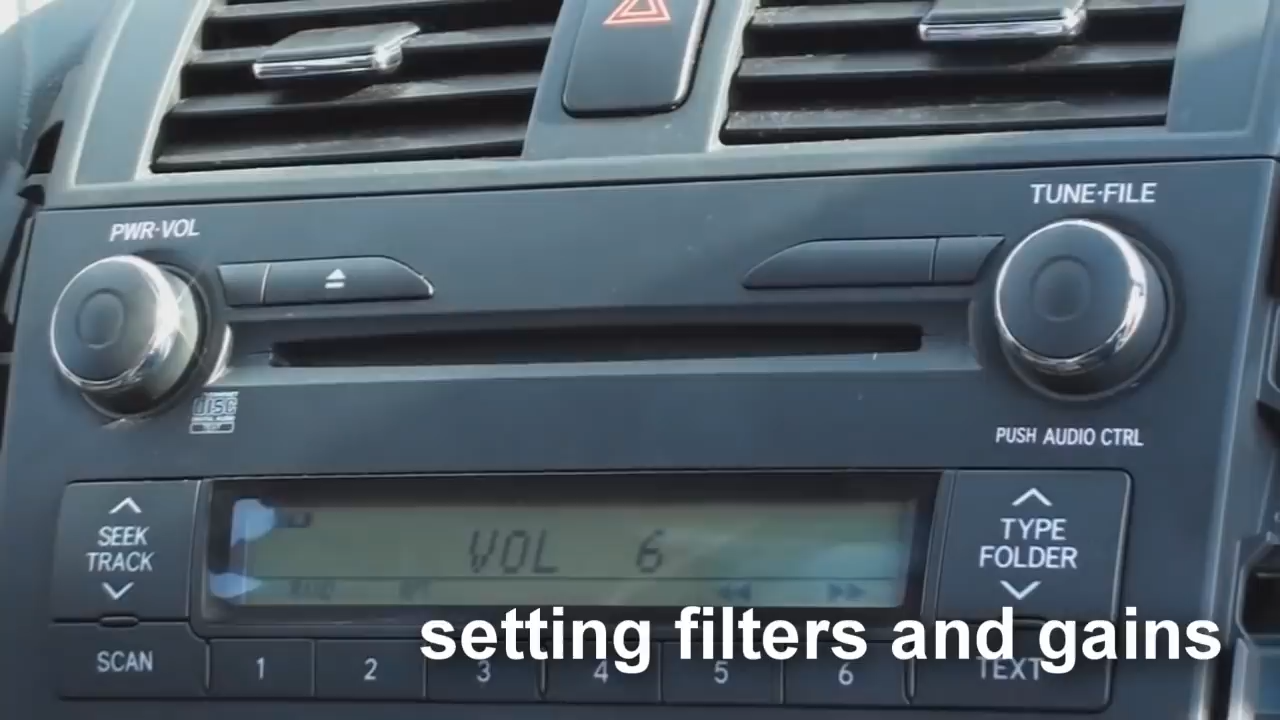 PWR·VOL
TUNE·FILE
DISC
PUSH AUDIO CTRL
SEEK
TRACK
VOL 6
TYPE
FOLDER
setting filters and gains
SCAN
1
2
3
4
5
6
TEXT